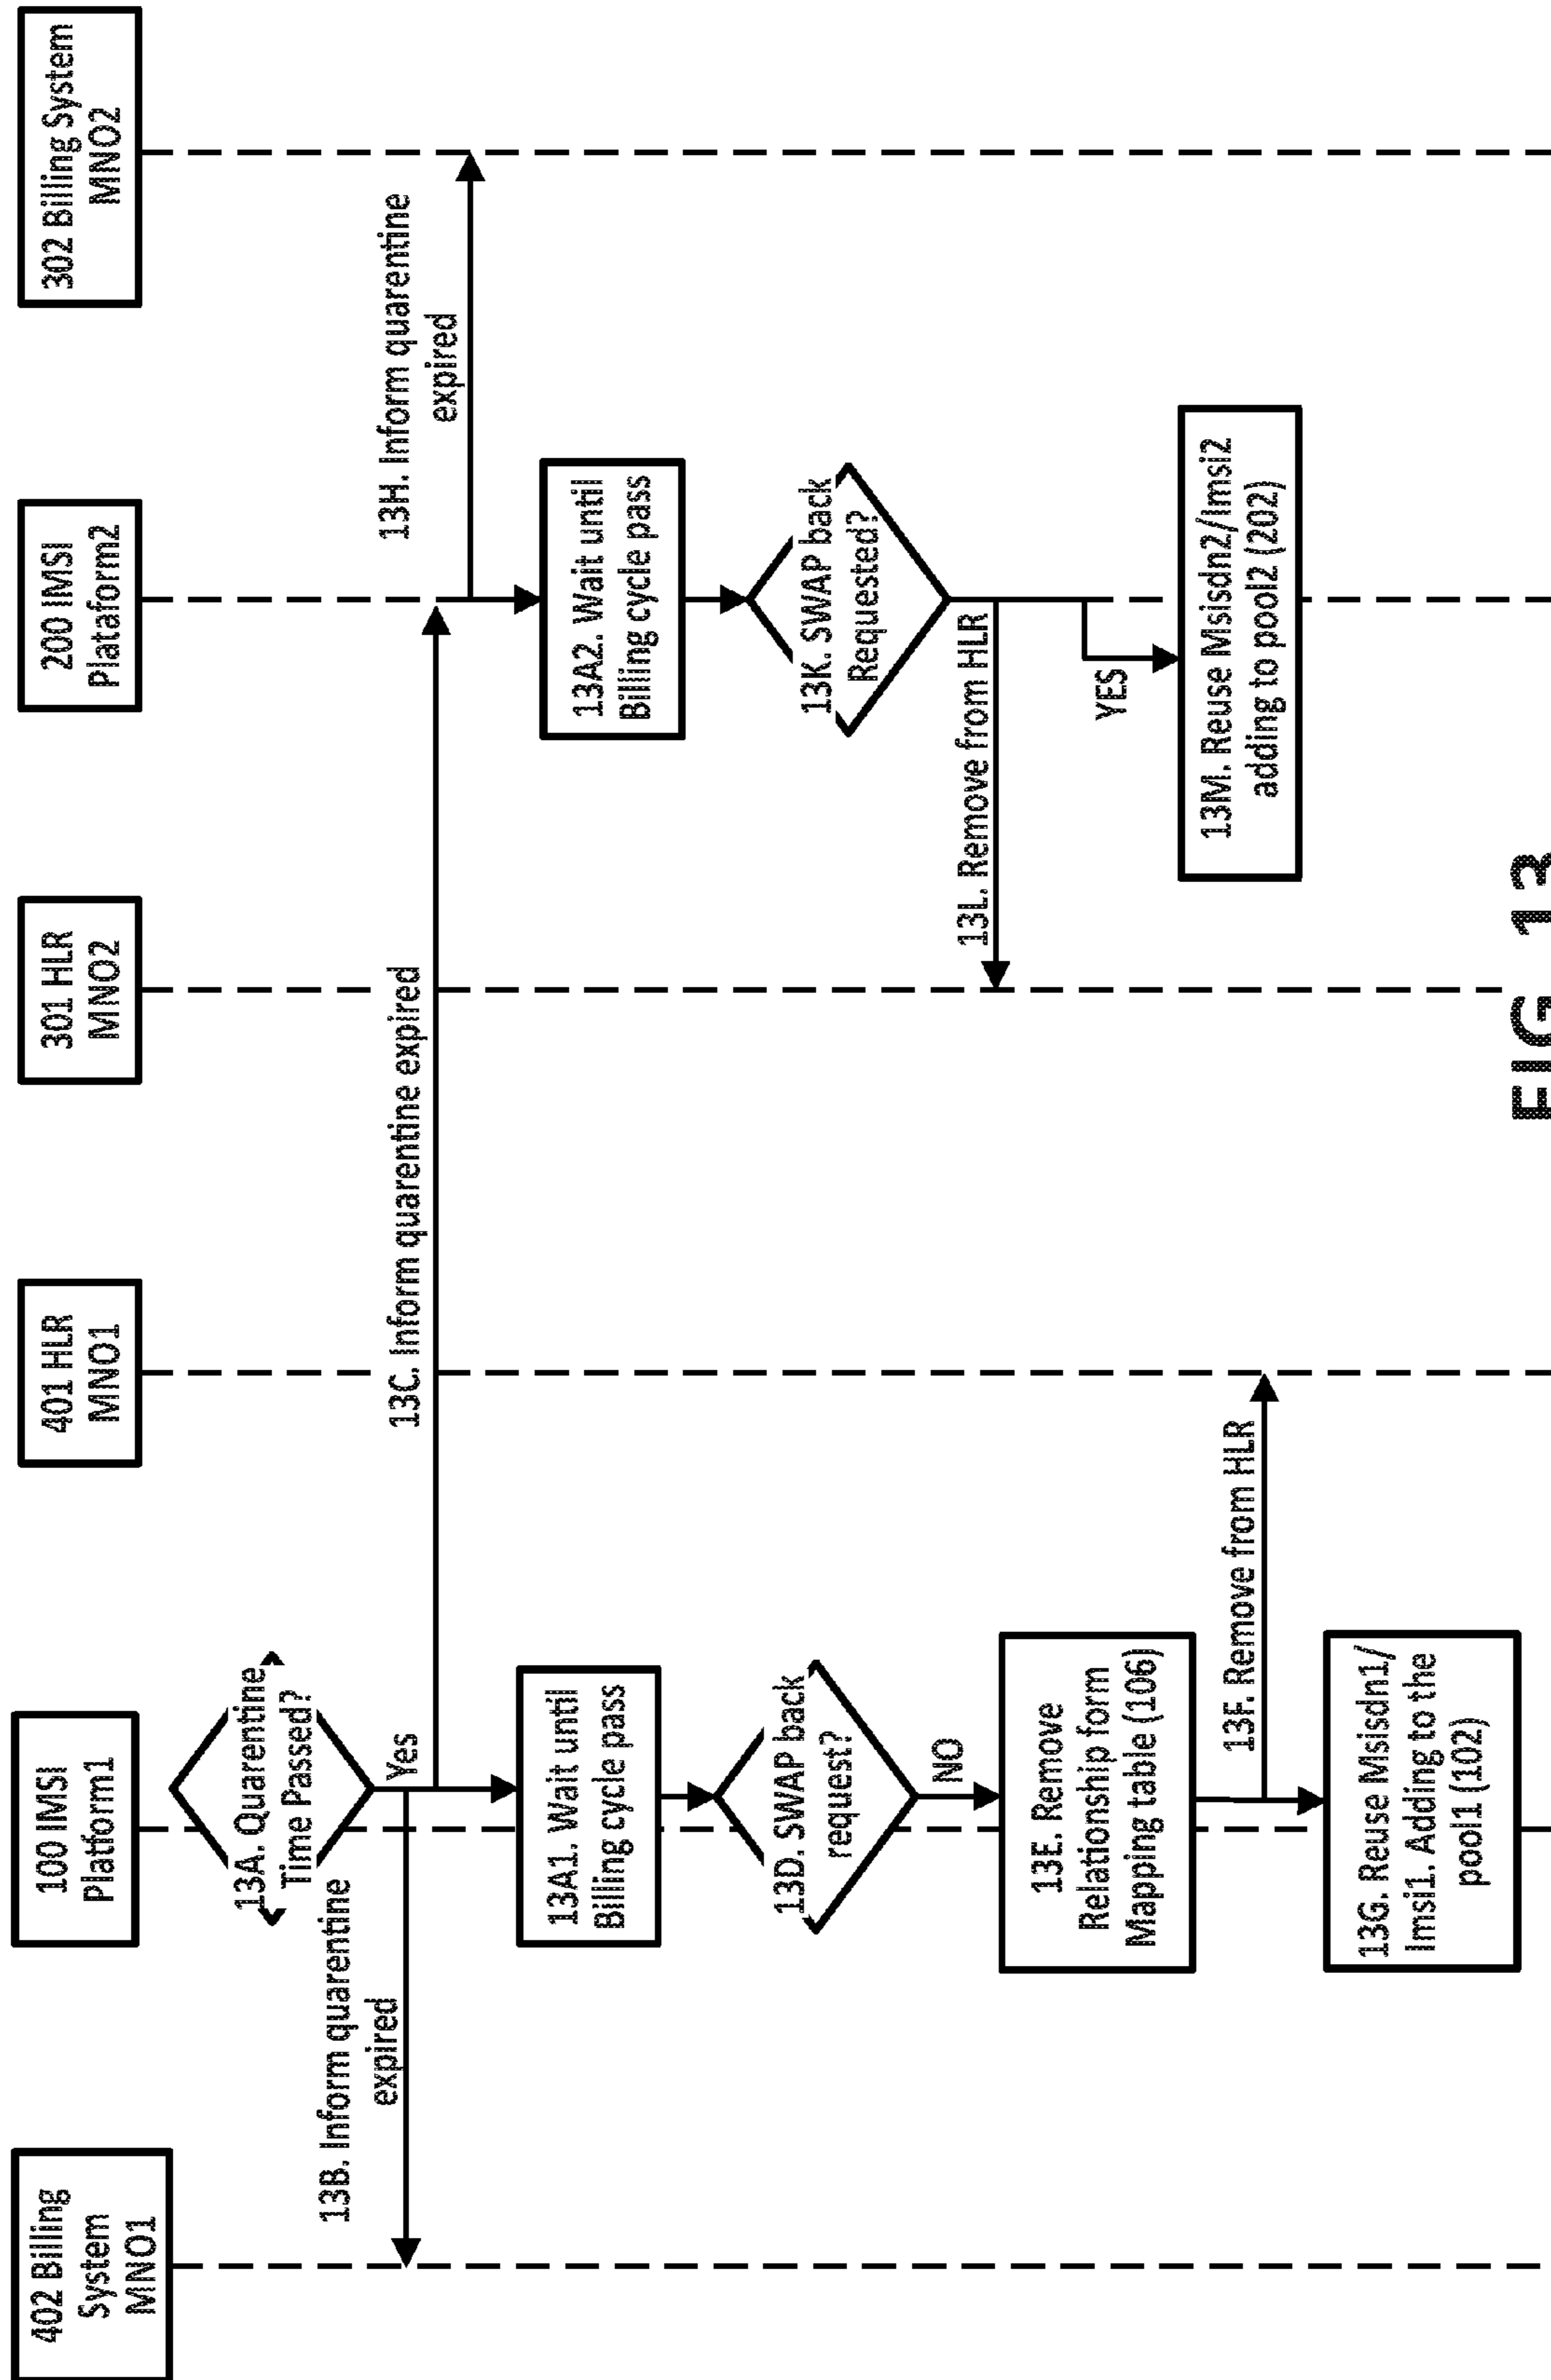 402 Billing
System
MNO1
100 IMSI
Platform1
401 HLR
MNO1
301 HLR
MNO2
200 IMSI
Plataform2
302 Billing System
MNO2
13A. Quarentine
Time Passed?
Yes
13B. Inform quarentine
expired
13C. Inform quarentine expired
13H. Inform quarentine
expired
13A1. Wait until
Billing cycle pass
13A2. Wait until
Billing cycle pass
13D. SWAP back
request?
NO
13K. SWAP back
Requested?
13L. Remove from HLR
YES
13E. Remove
Relationship form
Mapping table (106)
13F. Remove from HLR
13M. Reuse Msisdn2/Imsi2
adding to pool2 (202)
13G. Reuse Msisdn1/
Imsi1. Adding to the
pool1 (102)
FIG 13